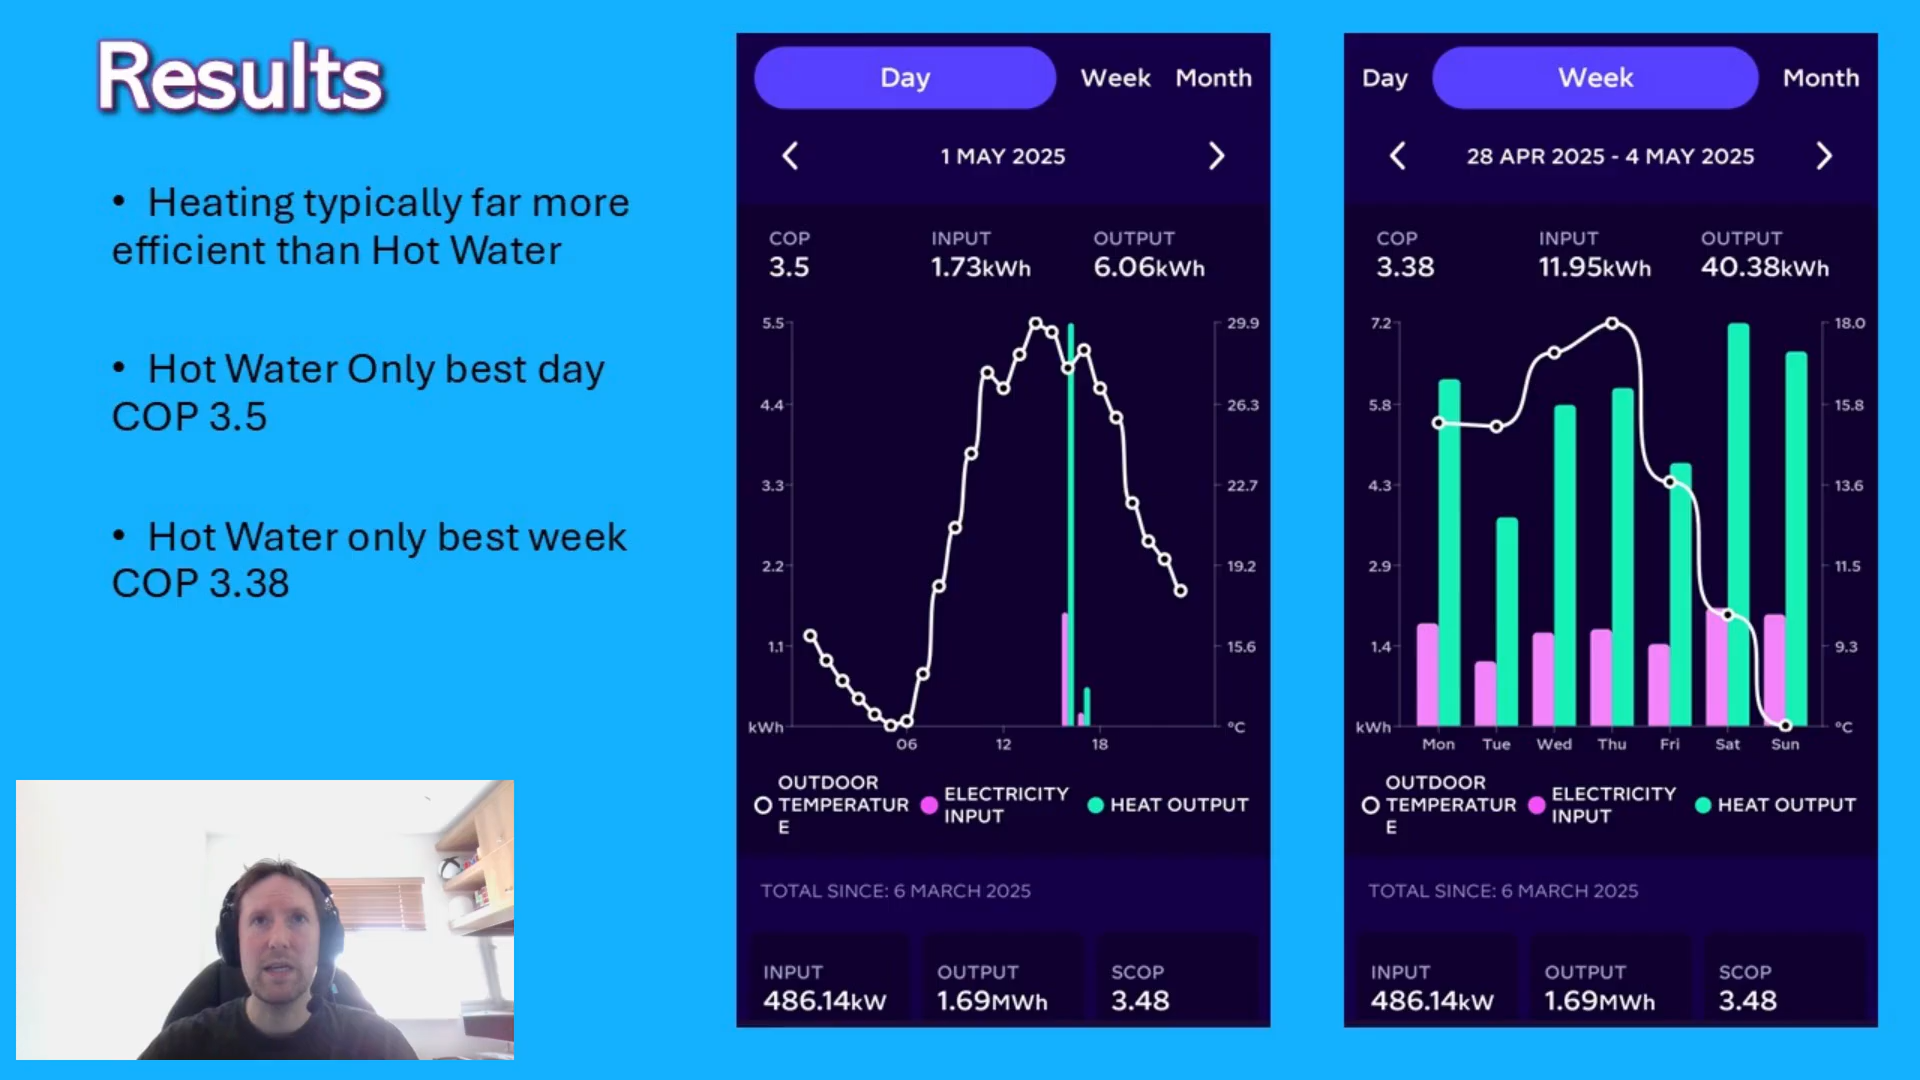 Results
• Heating typically far more
efficient than Hot Water
• Hot Water Only best day
COP 3.5
• Hot Water only best week
COP 3.38
Day Week Month
1 MAY 2025
COP INPUT OUTPUT
3.5 1.73kWh 6.06kWh
5.5 29.9
4.4 26.3
3.3 22.7
2.2 19.2
1.1 15.6
kWh °C
06 12 18
OUTDOOR
TEMPERATUR
E
ELECTRICITY
INPUT
HEAT OUTPUT
TOTAL SINCE: 6 MARCH 2025
INPUT OUTPUT SCOP
486.14kW 1.69MWh 3.48
Day Week Month
28 APR 2025 - 4 MAY 2025
COP INPUT OUTPUT
3.38 11.95kWh 40.38kWh
7.2 18.0
5.8 15.8
4.3 13.6
2.9 11.5
1.4 9.3
kWh °C
Mon Tue Wed Thu Fri Sat Sun
OUTDOOR
TEMPERATUR
E
ELECTRICITY
INPUT
HEAT OUTPUT
TOTAL SINCE: 6 MARCH 2025
INPUT OUTPUT SCOP
486.14kW 1.69MWh 3.48